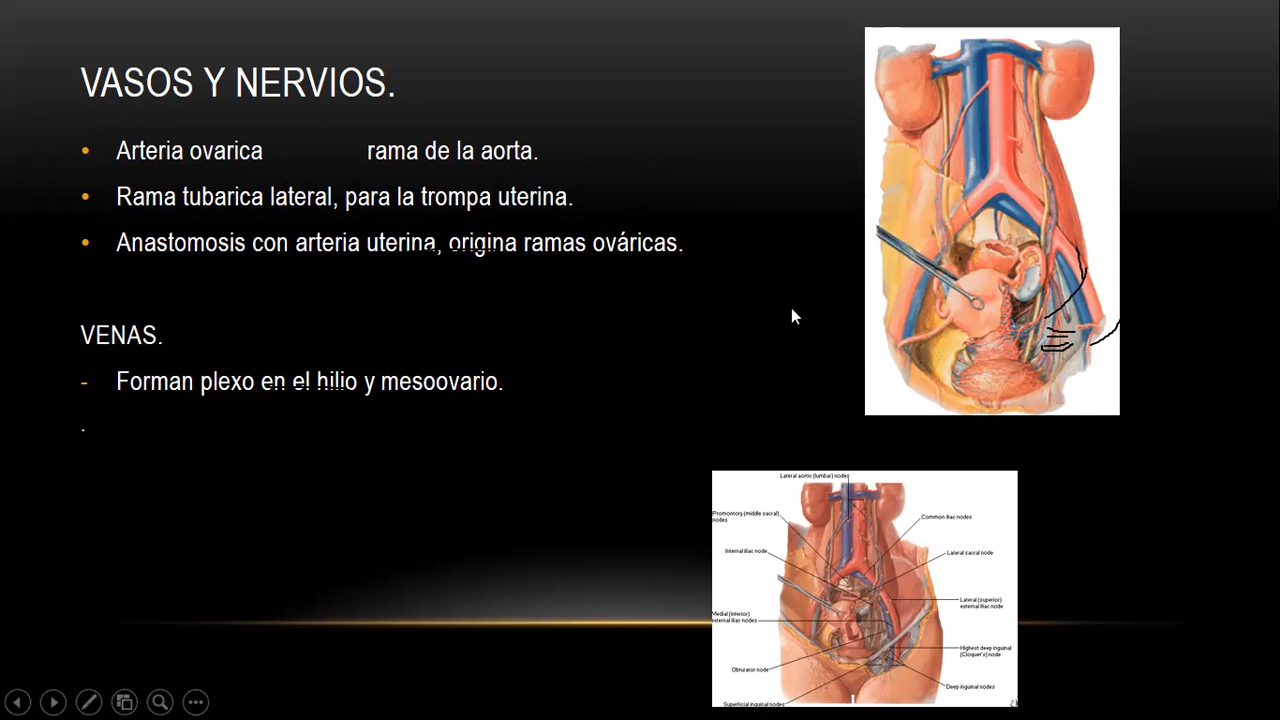 VASOS Y NERVIOS.
• Arteria ovarica rama de la aorta.
• Rama tubarica lateral, para la trompa uterina.
• Anastomosis con arteria uterina, origina ramas ováricas.
VENAS.
- Forman plexo en el hilio y mesoovario.
.
Lateral aortic (lumbar) nodes
Promontory (middle sacral)
nodes
Common iliac nodes
Internal iliac node
Lateral sacral node
Lateral (superior)
external iliac node
Medial (inferior)
external iliac nodes
Highest deep inguinal
(Cloquet's) node
Obturator node
Deep inguinal nodes
Superficial inguinal nodes